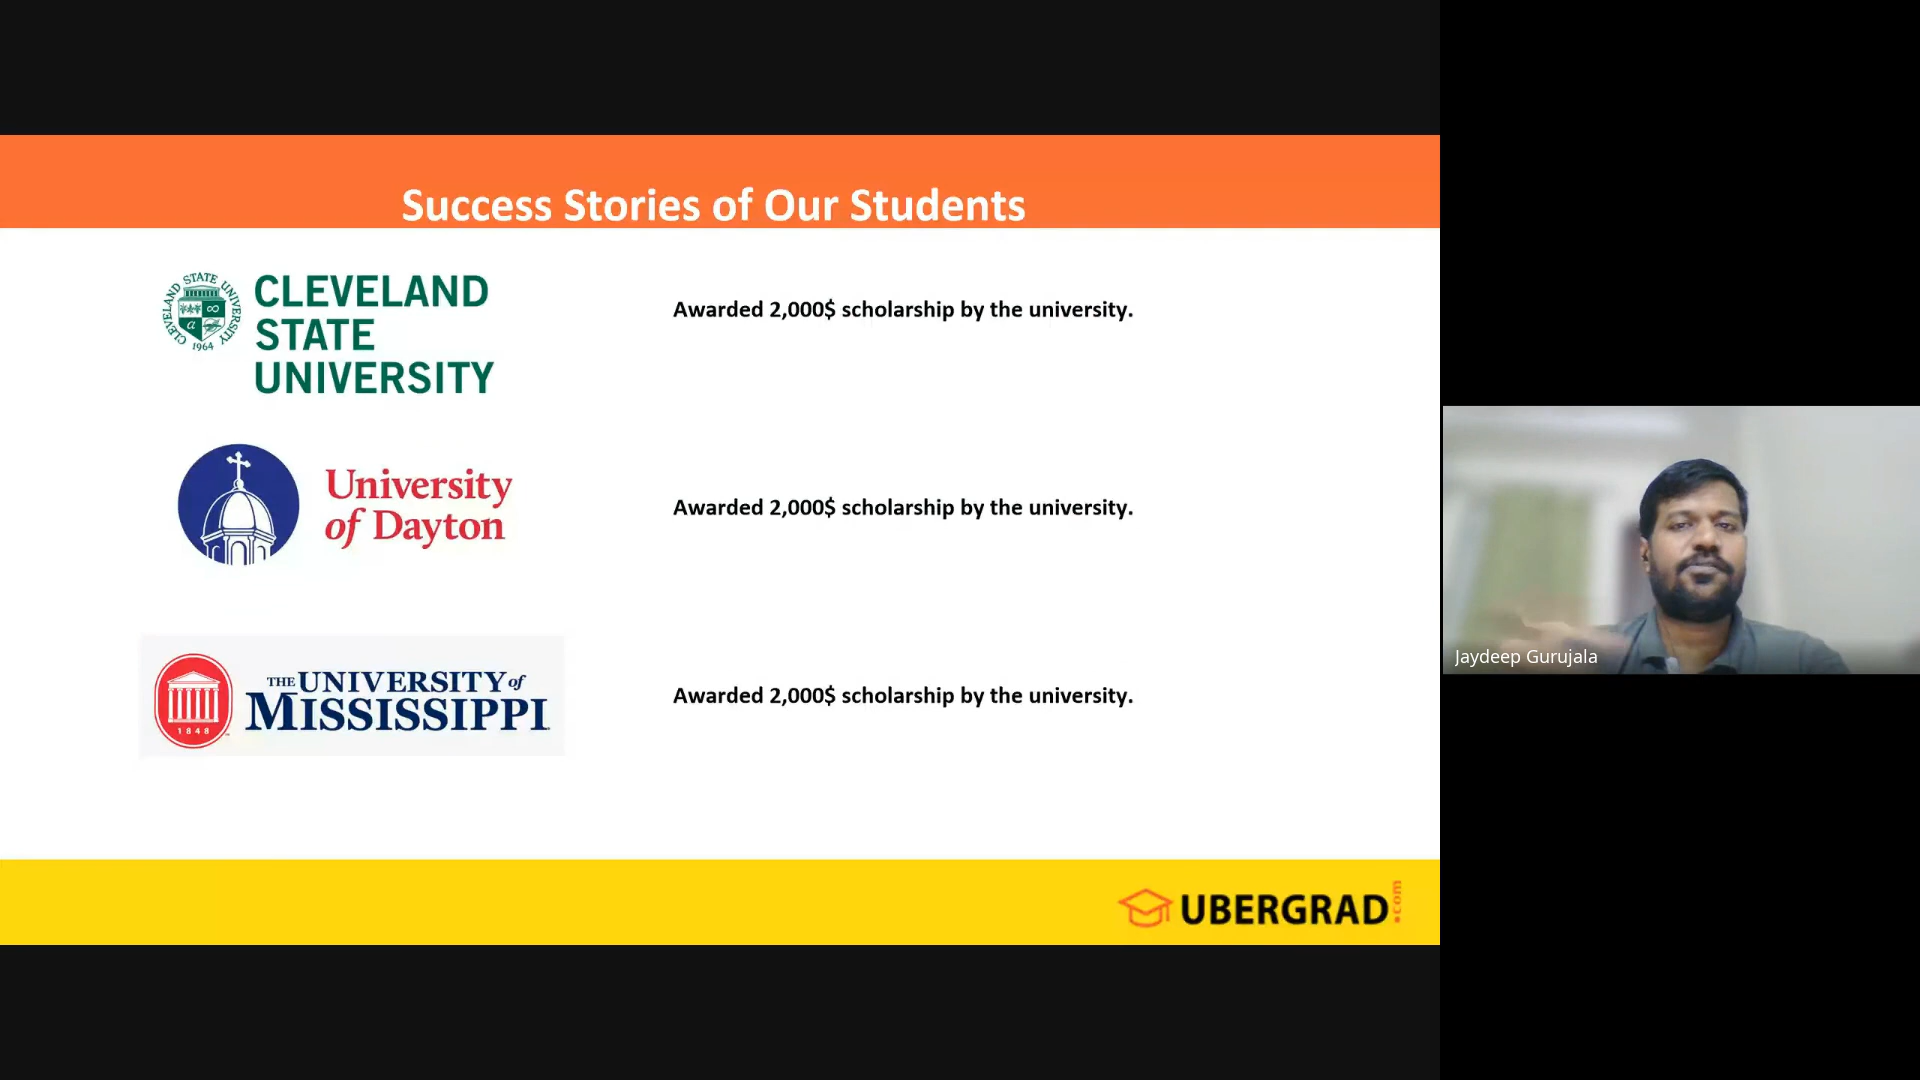 Success Stories of Our Students
CLEVELAND STATE UNIVERSITY
1964
CLEVELAND
STATE
UNIVERSITY
Awarded 2,000$ scholarship by the university.
University
of Dayton
Awarded 2,000$ scholarship by the university.
1848
THE UNIVERSITY of
MISSISSIPPI
Awarded 2,000$ scholarship by the university.
Jaydeep Gurujala
UBERGRAD.com